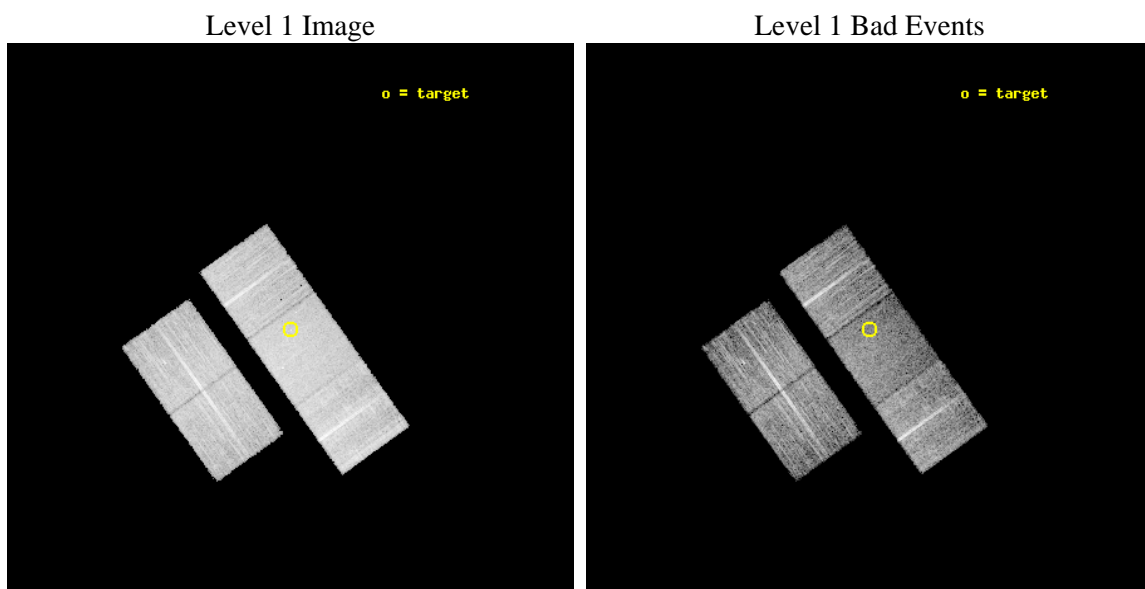 Level 1 Image
Level 1 Bad Events
o = target
o = target